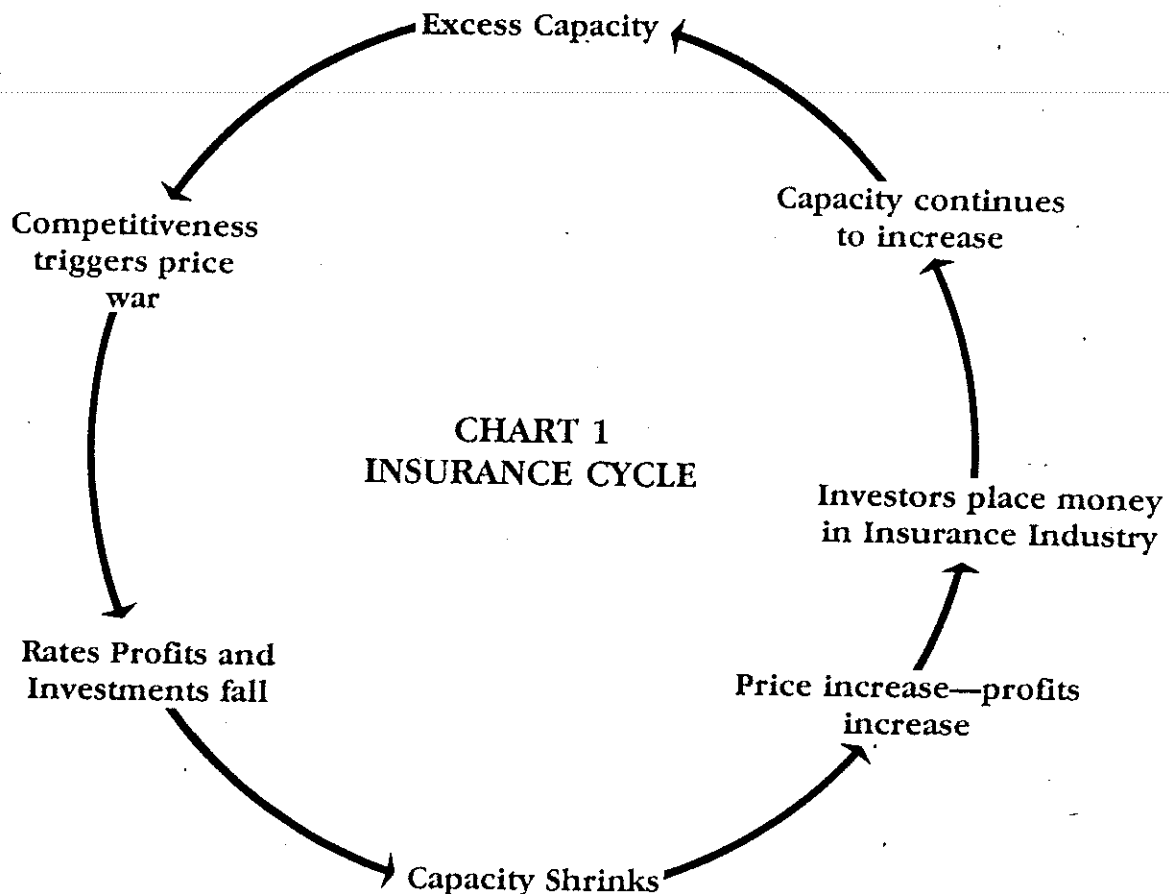 Excess Capacity
Competitiveness
triggers price
war
Rates Profits and
Investments fall
Capacity Shrinks
Price increase—profits
increase
Investors place money
in Insurance Industry
Capacity continues
to increase
CHART 1
INSURANCE CYCLE